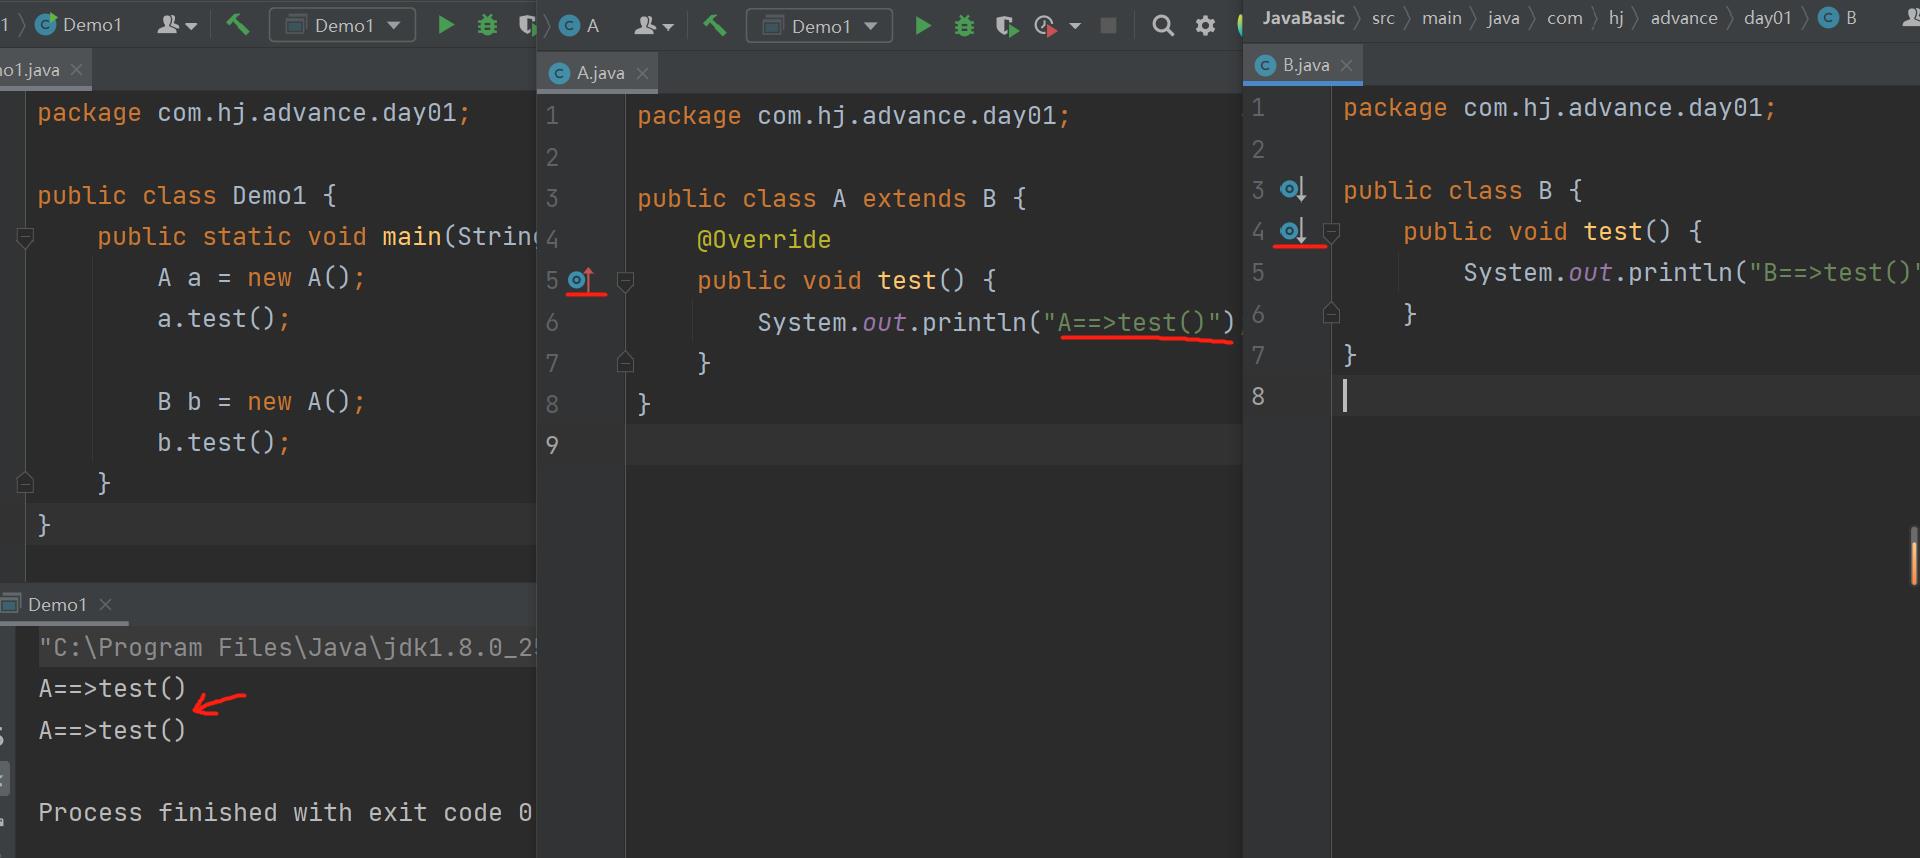 Demo1
Demo1
o1.java
package com.hj.advance.day01;
public class Demo1 {
public static void main(String
A a = new A();
a.test();
B b = new A();
b.test();
}
}
Demo1
"C:\Program Files\Java\jdk1.8.0_25
A==>test()
A==>test()
Process finished with exit code 0
A
Demo1
A.java
1 package com.hj.advance.day01;
2
3 public class A extends B {
4 @Override
5 public void test() {
6 System.out.println("A==>test()")
7 }
8 }
9
JavaBasic src main java com hj advance day01 B
B.java
1 package com.hj.advance.day01;
2
3 public class B {
4 public void test() {
5 System.out.println("B==>test()"
6 }
7 }
8